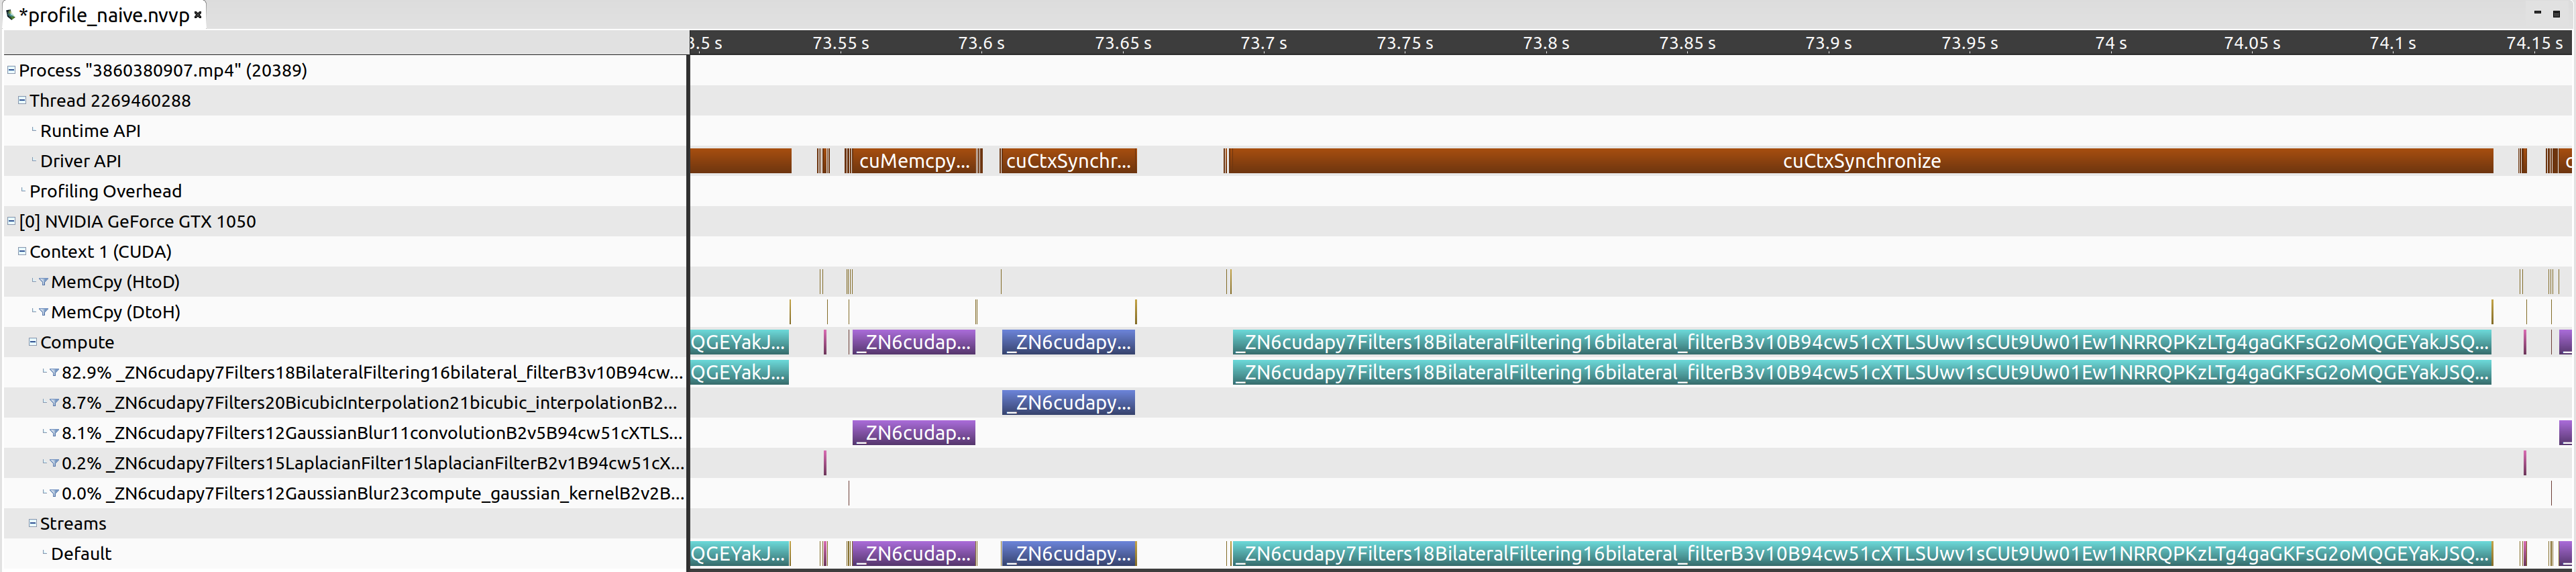 *profile_naive.nvvp
3.5 s 73.55 s 73.6 s 73.65 s 73.7 s 73.75 s 73.8 s 73.85 s 73.9 s 73.95 s 74 s 74.05 s 74.1 s 74.15 s
Process "3860380907.mp4" (20389)
Thread 2269460288
Runtime API
Driver API cuMemcpy... cuCtxSynchr... cuCtxSynchronize c
Profiling Overhead
[0] NVIDIA GeForce GTX 1050
Context 1 (CUDA)
MemCpy (HtoD)
MemCpy (DtoH)
Compute QGEYakJ... _ZN6cudap... _ZN6cudapy... _ZN6cudapy7Filters18BilateralFiltering16bilateral_filterB3v10B94cw51cXTLSUwv1sCUt9Uw01Ew1NRRQPKzLTg4gaGKFsG2oMQGEYakJSQ...
82.9% _ZN6cudapy7Filters18BilateralFiltering16bilateral_filterB3v10B94cw... QGEYakJ... _ZN6cudapy7Filters18BilateralFiltering16bilateral_filterB3v10B94cw51cXTLSUwv1sCUt9Uw01Ew1NRRQPKzLTg4gaGKFsG2oMQGEYakJSQ...
8.7% _ZN6cudapy7Filters20BicubicInterpolation21bicubic_interpolationB2... _ZN6cudapy...
8.1% _ZN6cudapy7Filters12GaussianBlur11convolutionB2v5B94cw51cXTLS... _ZN6cudap...
0.2% _ZN6cudapy7Filters15LaplacianFilter15laplacianFilterB2v1B94cw51cX...
0.0% _ZN6cudapy7Filters12GaussianBlur23compute_gaussian_kernelB2v2B...
Streams
Default QGEYakJ... _ZN6cudap... _ZN6cudapy... _ZN6cudapy7Filters18BilateralFiltering16bilateral_filterB3v10B94cw51cXTLSUwv1sCUt9Uw01Ew1NRRQPKzLTg4gaGKFsG2oMQGEYakJSQ...